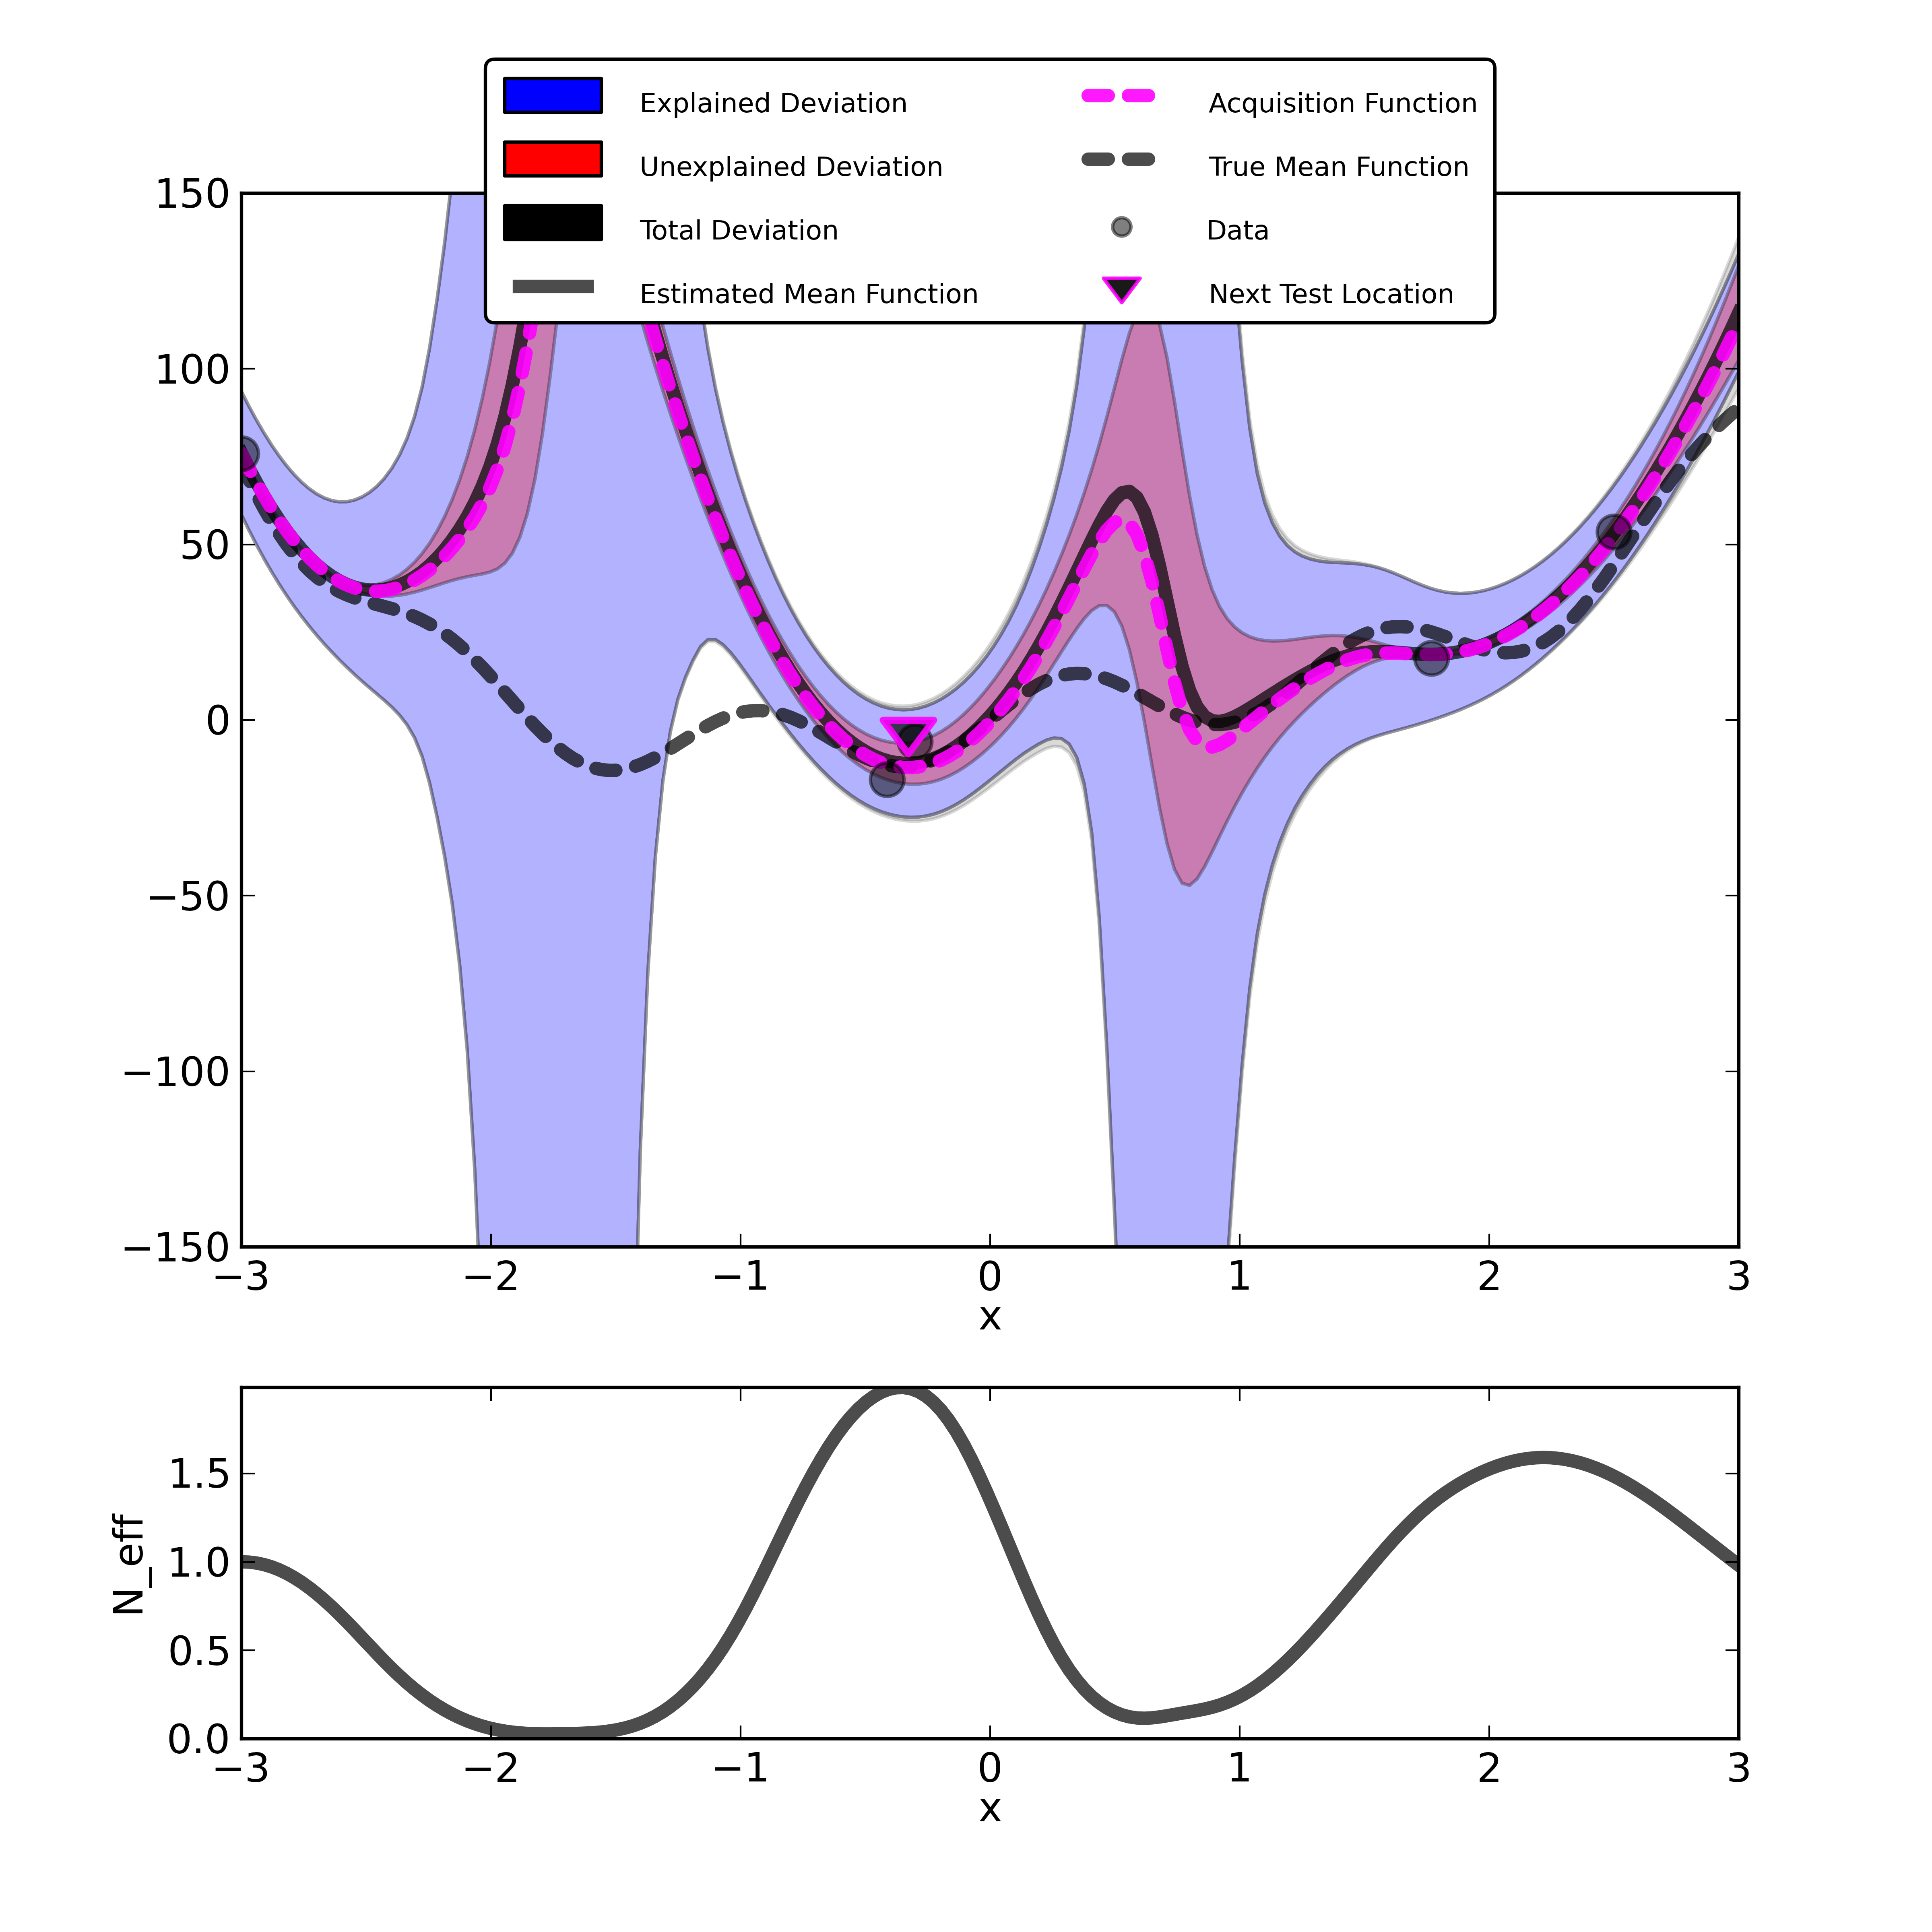 Explained Deviation
Unexplained Deviation
Total Deviation
Estimated Mean Function
Acquisition Function
True Mean Function
Data
Next Test Location
150
100
50
0
−50
−100
−150
−3 −2 −1 0 1 2 3
x
N_eff
1.5
1.0
0.5
0.0
−3 −2 −1 0 1 2 3
x